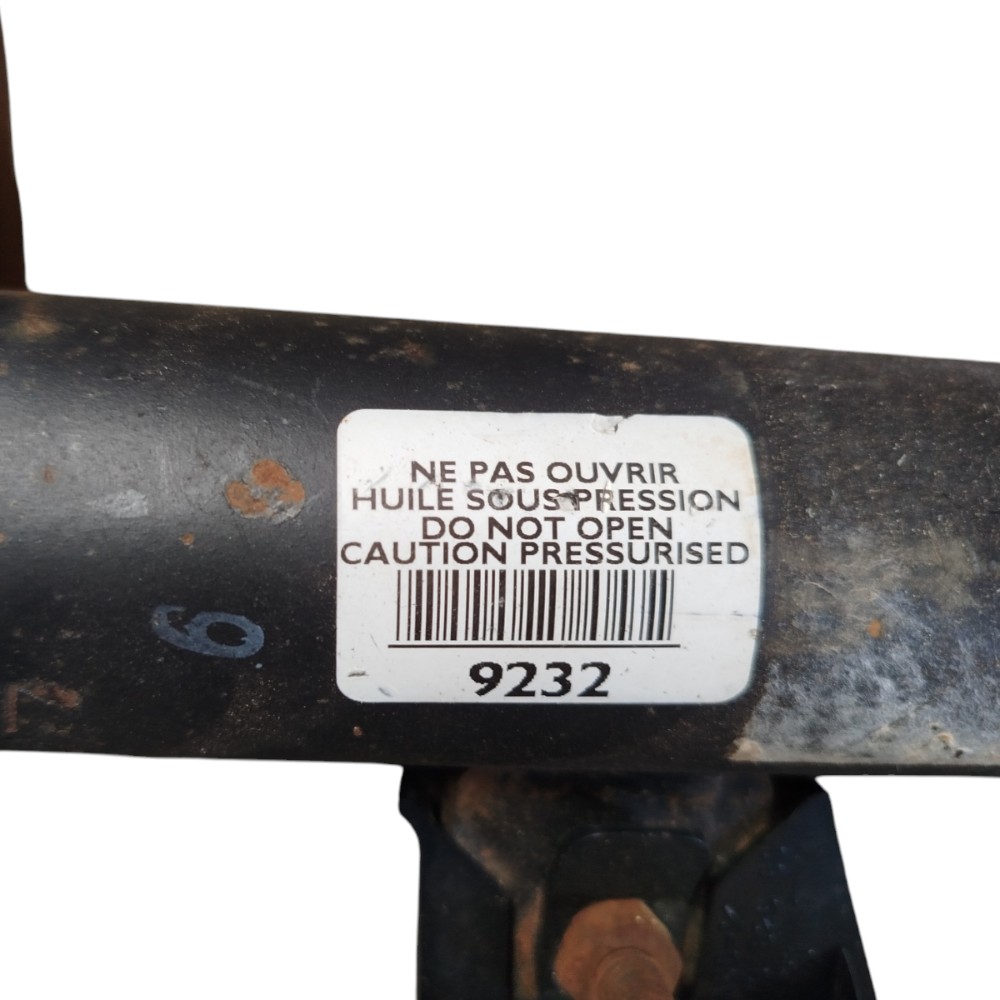 NE PAS OUVRIR
HUILE SOUS PRESSION
DO NOT OPEN
CAUTION PRESSURISED
9232